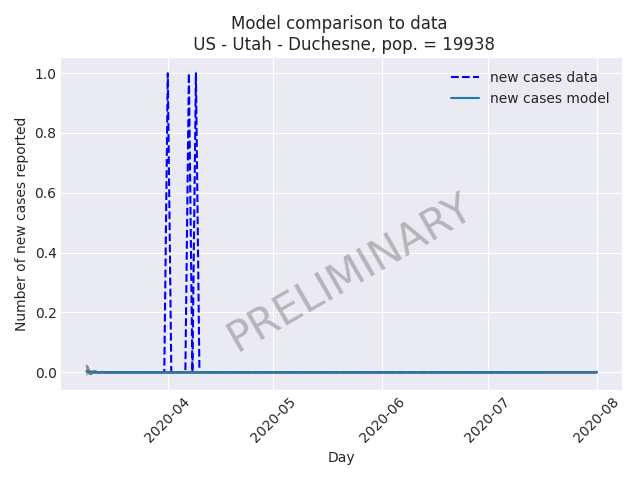 Model comparison to data
US - Utah - Duchesne, pop. = 19938
new cases data
new cases model
1.0
0.8
0.6
0.4
0.2
0.0
Number of new cases reported
PRELIMINARY
2020-04
2020-05
2020-06
2020-07
2020-08
Day